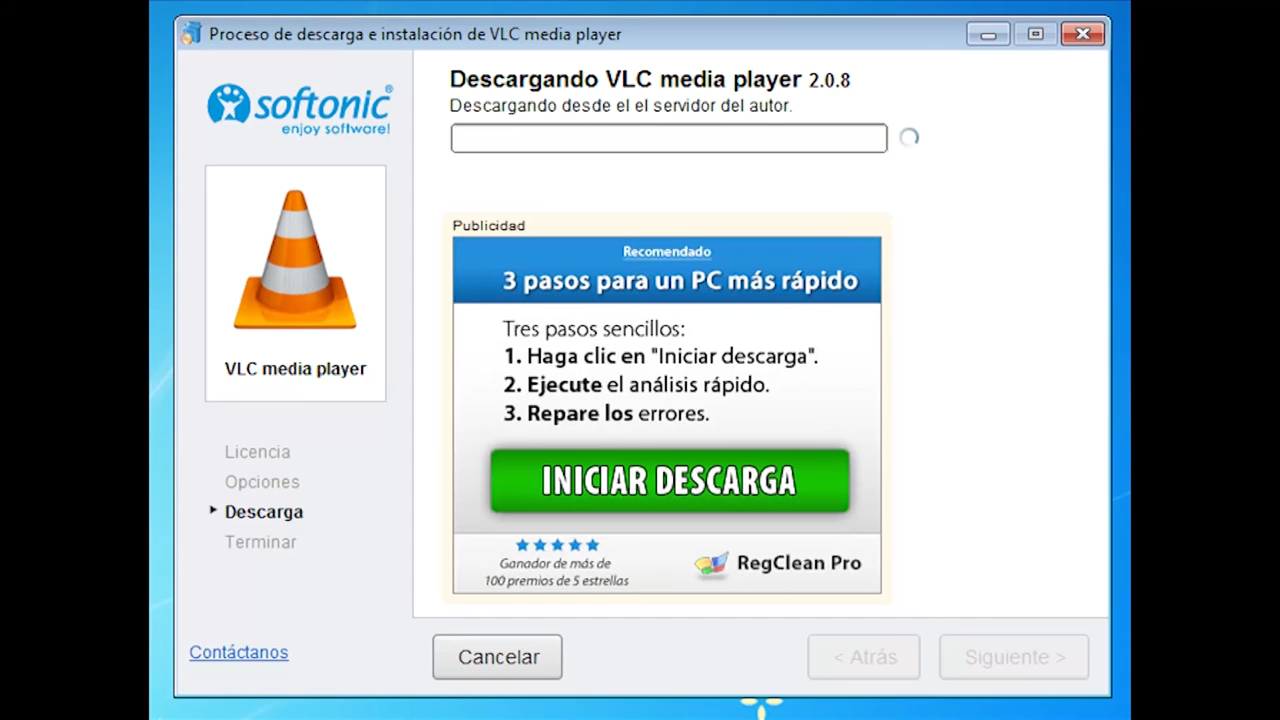 Proceso de descarga e instalación de VLC media player
softonic®
enjoy software!
VLC media player
Licencia
Opciones
Descarga
Terminar
Contáctanos
Descargando VLC media player 2.0.8
Descargando desde el el servidor del autor.
Publicidad
Recomendado
3 pasos para un PC más rápido
Tres pasos sencillos:
1. Haga clic en "Iniciar descarga".
2. Ejecute el análisis rápido.
3. Repare los errores.
INICIAR DESCARGA
Ganador de más de
100 premios de 5 estrellas
RegClean Pro
Cancelar
< Atrás
Siguiente >